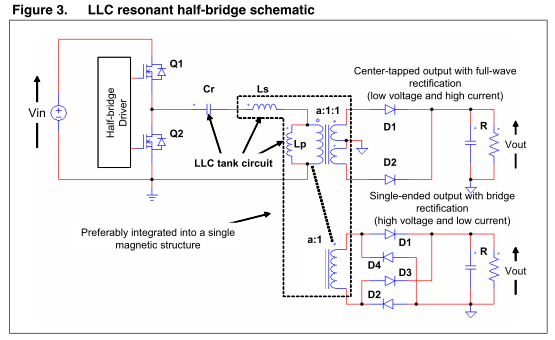 Figure 3. LLC resonant half-bridge schematic
Q1
Cr
Ls
Center-tapped output with full-wave
rectification
(low voltage and high current)
a:1:1
Vin
Half-bridge
Driver
D1
R
Vout
Q2
Lp
LLC tank circuit
D2
Single-ended output with bridge
rectification
(high voltage and low current)
Preferably integrated into a single
magnetic structure
a:1
D1
R
D4
D3
Vout
D2